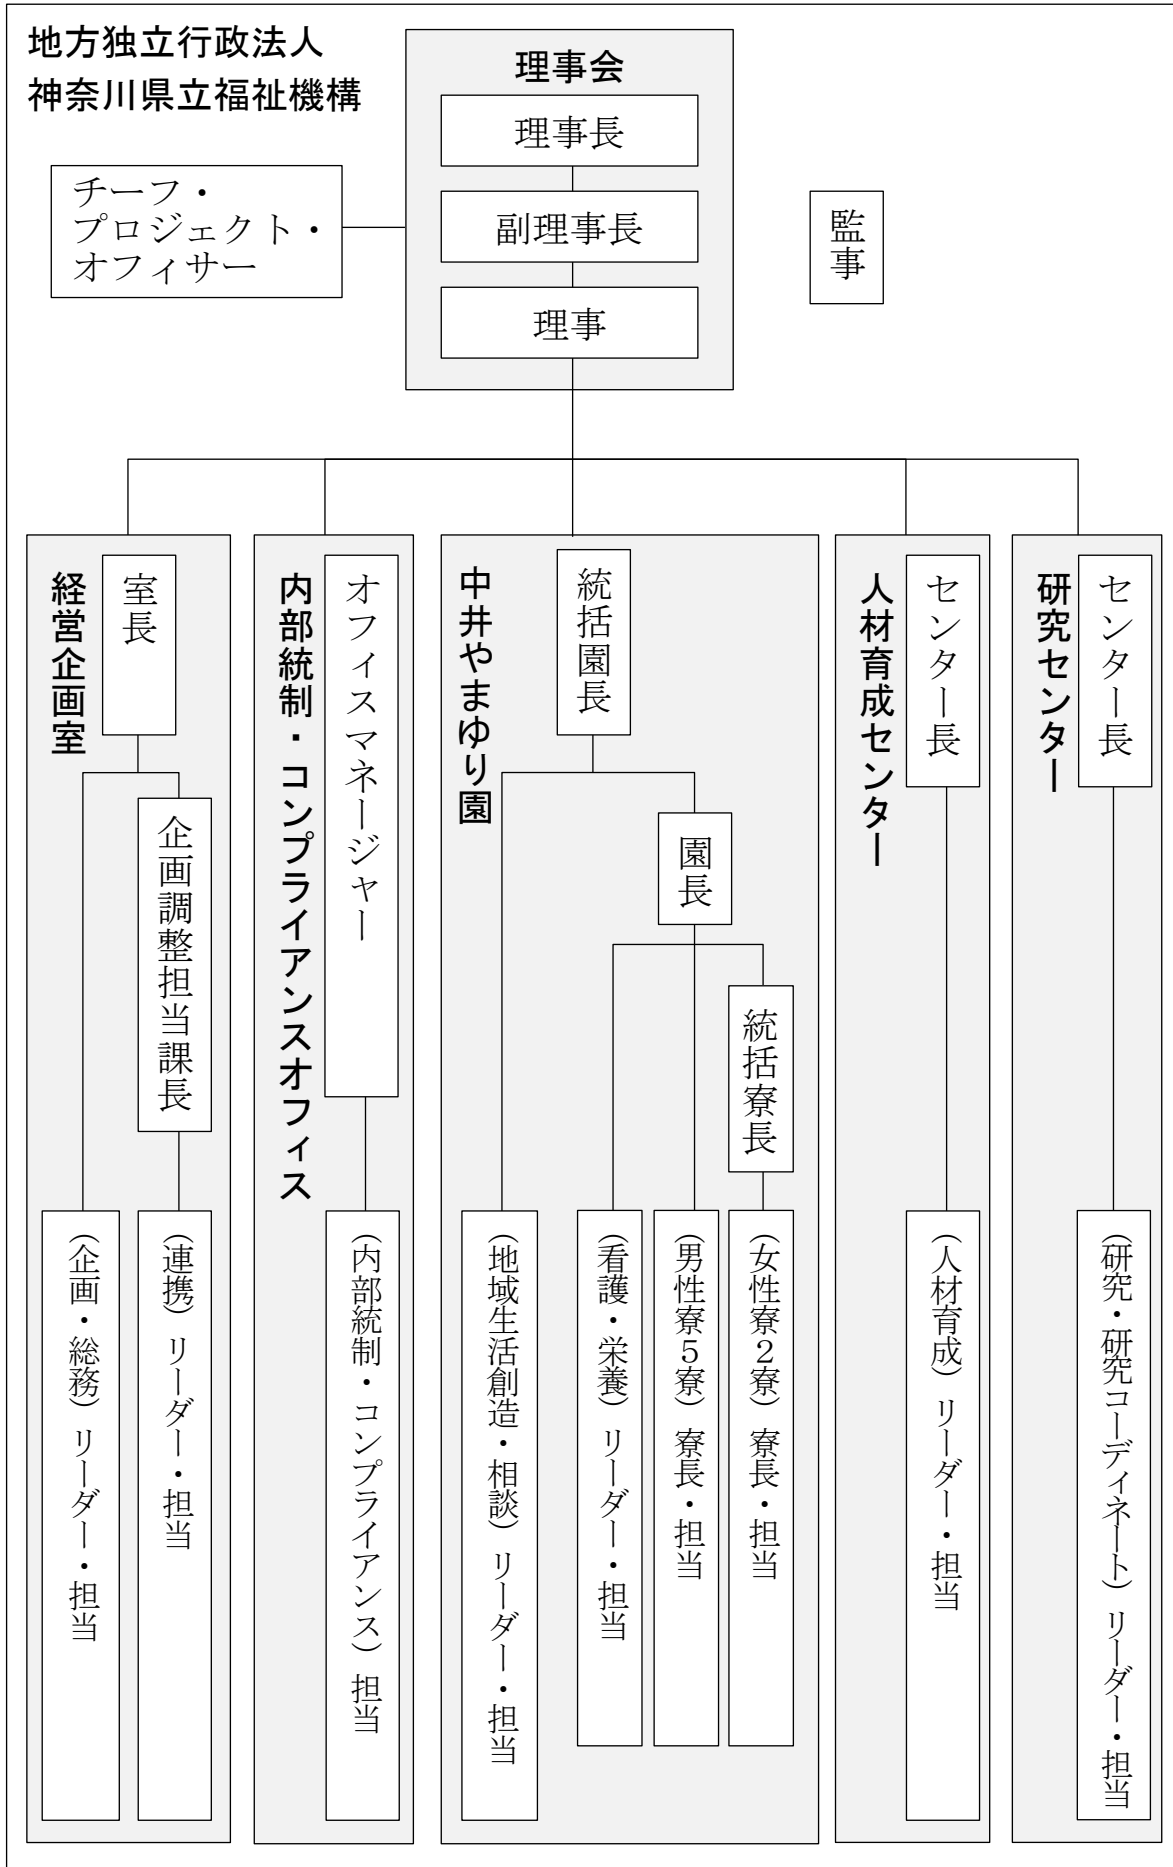 地方独立行政法人
神奈川県立福祉機構
理事会
理事長
副理事長
理事
チーフ・
プロジェクト・
オフィサー
監事
経営企画室
室長
企画調整担当課長
(企画・総務)リーダー・担当
(連携)リーダー・担当
内部統制・コンプライアンスオフィス
オフィスマネージャー
(内部統制・コンプライアンス)担当
中井やまゆり園
統括園長
園長
統括寮長
(地域生活創造・相談)リーダー・担当
(看護・栄養)リーダー・担当
(男性寮5寮)寮長・担当
(女性寮2寮)寮長・担当
人材育成センター
センター長
(人材育成)リーダー・担当
研究センター
センター長
(研究・研究コーディネート)リーダー・担当